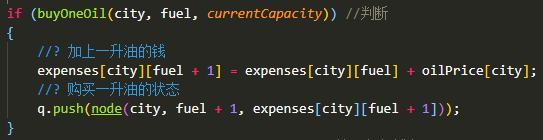 if (buyOneOil(city, fuel, currentCapacity)) //判断
{
//? 加上一升油的钱
expenses[city][fuel + 1] = expenses[city][fuel] + oilPrice[city];
//? 购买一升油的状态
q.push(node(city, fuel + 1, expenses[city][fuel + 1]));
}